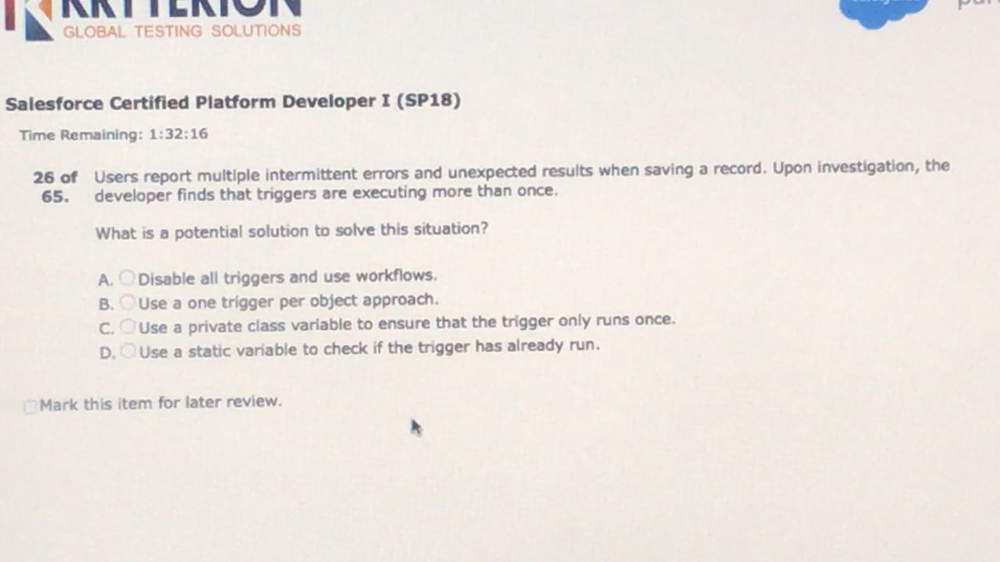 KRYTERION
GLOBAL TESTING SOLUTIONS
Salesforce Certified Platform Developer I (SP18)
Time Remaining: 1:32:16
26 of 65. Users report multiple intermittent errors and unexpected results when saving a record. Upon investigation, the
developer finds that triggers are executing more than once.
What is a potential solution to solve this situation?
A. Disable all triggers and use workflows.
B. Use a one trigger per object approach.
C. Use a private class variable to ensure that the trigger only runs once.
D. Use a static variable to check if the trigger has already run.
Mark this item for later review.